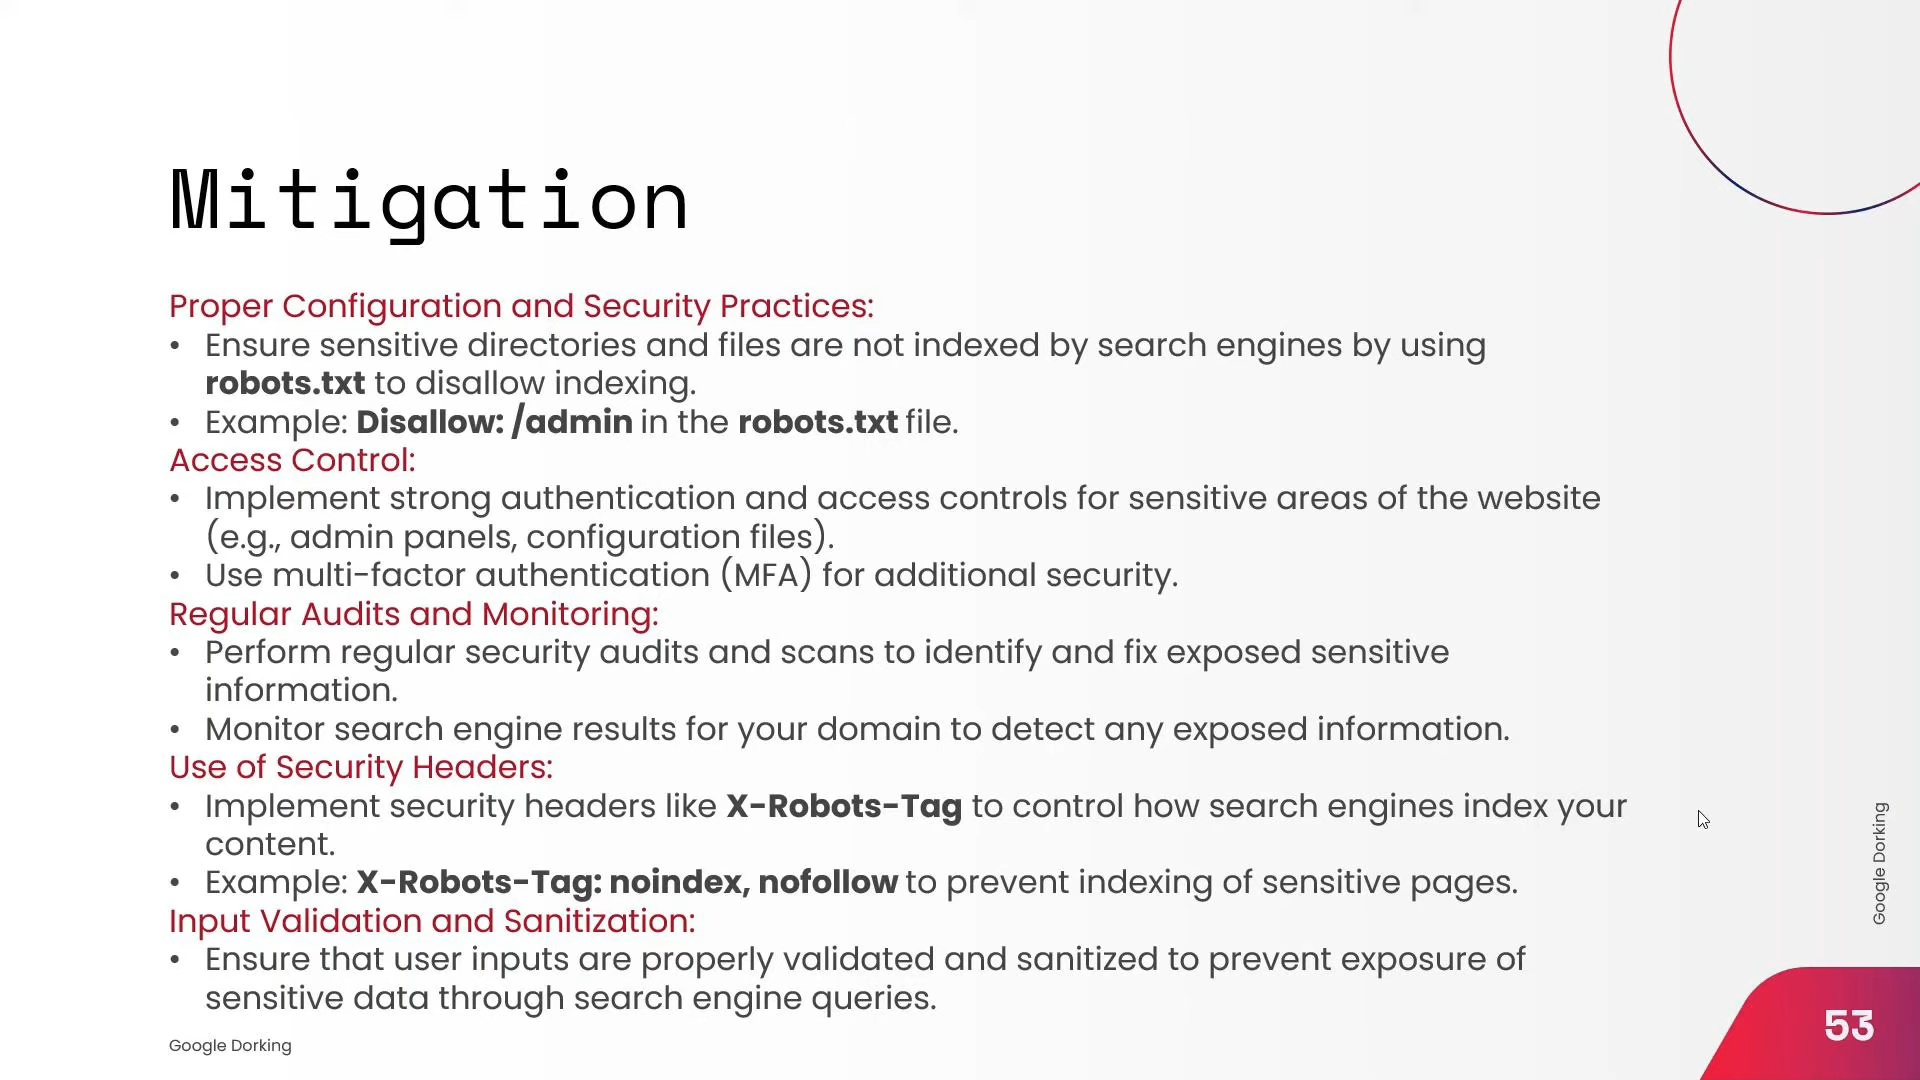 Mitigation
Proper Configuration and Security Practices:
• Ensure sensitive directories and files are not indexed by search engines by using
robots.txt to disallow indexing.
• Example: Disallow: /admin in the robots.txt file.
Access Control:
• Implement strong authentication and access controls for sensitive areas of the website
(e.g., admin panels, configuration files).
• Use multi-factor authentication (MFA) for additional security.
Regular Audits and Monitoring:
• Perform regular security audits and scans to identify and fix exposed sensitive
information.
• Monitor search engine results for your domain to detect any exposed information.
Use of Security Headers:
• Implement security headers like X-Robots-Tag to control how search engines index your
content.
• Example: X-Robots-Tag: noindex, nofollow to prevent indexing of sensitive pages.
Input Validation and Sanitization:
• Ensure that user inputs are properly validated and sanitized to prevent exposure of
sensitive data through search engine queries.
Google Dorking
Google Dorking
53